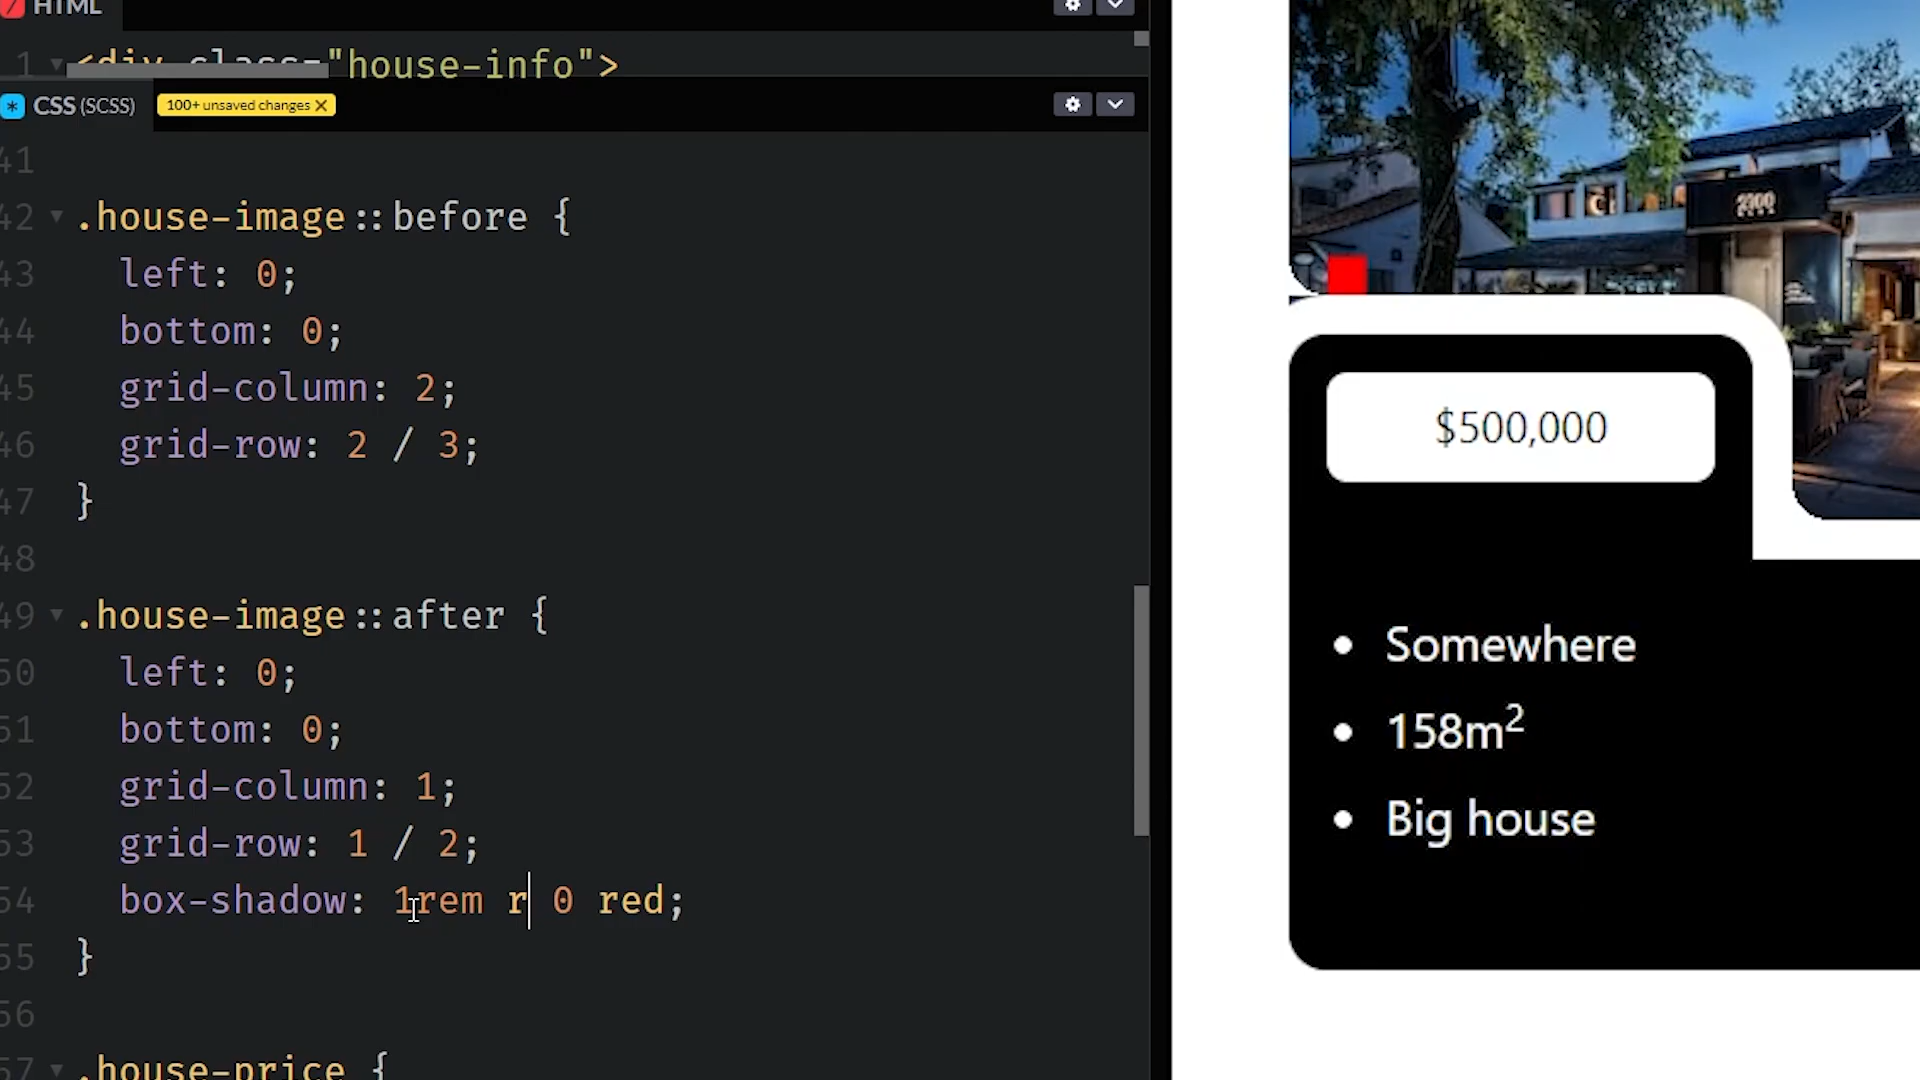 HTML
1 <div class="house-info">
CSS (SCSS) 100+ unsaved changes X
41
42 .house-image::before {
43 left: 0;
44 bottom: 0;
45 grid-column: 2;
46 grid-row: 2 / 3;
47 }
48
49 .house-image::after {
50 left: 0;
51 bottom: 0;
52 grid-column: 1;
53 grid-row: 1 / 2;
54 box-shadow: 1rem r 0 red;
55 }
56
57 .house-price {
$500,000
• Somewhere
• 158m²
• Big house